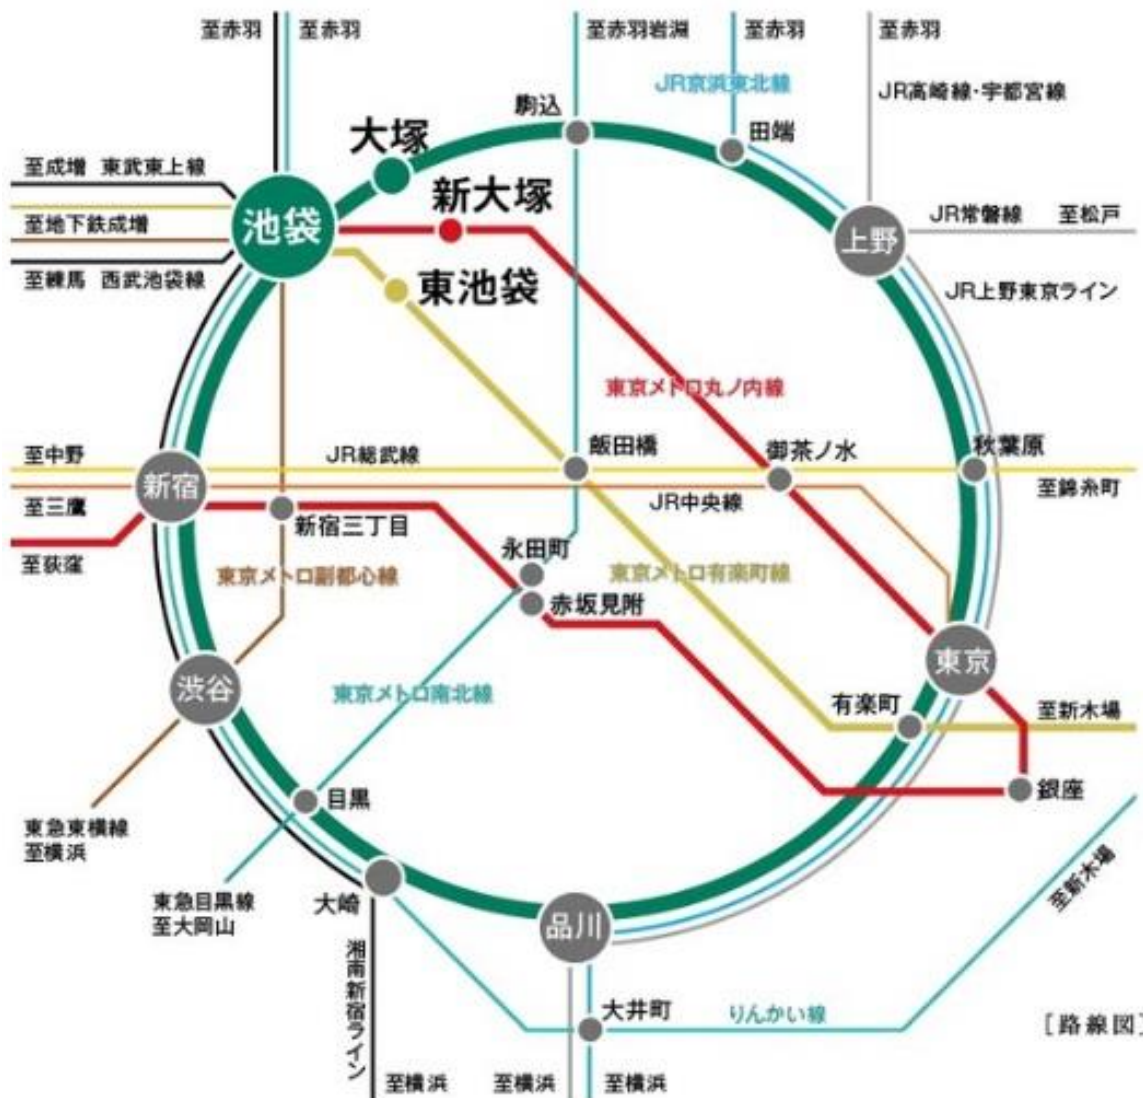 至赤羽
至赤羽
至赤羽岩淵
至赤羽
至赤羽
JR京浜東北線
JR高崎線・宇都宮線
駒込
田端
大塚
至成増 東武東上線
新大塚
池袋
至地下鉄成増
上野
JR常磐線 至松戸
至練馬 西武池袋線
東池袋
JR上野東京ライン
東京メトロ丸ノ内線
至中野
JR総武線
飯田橋
御茶ノ水
秋葉原
新宿
至三鷹
JR中央線
至錦糸町
新宿三丁目
至荻窪
永田町
東京メトロ副都心線
東京メトロ有楽町線
赤坂見附
東京
渋谷
東京メトロ南北線
有楽町
至新木場
目黒
銀座
東急東横線
至横浜
東急目黒線
至大岡山
大崎
品川
至新木場
湘南新宿ライン
大井町
りんかい線
[路線図]
至横浜
至横浜
至横浜